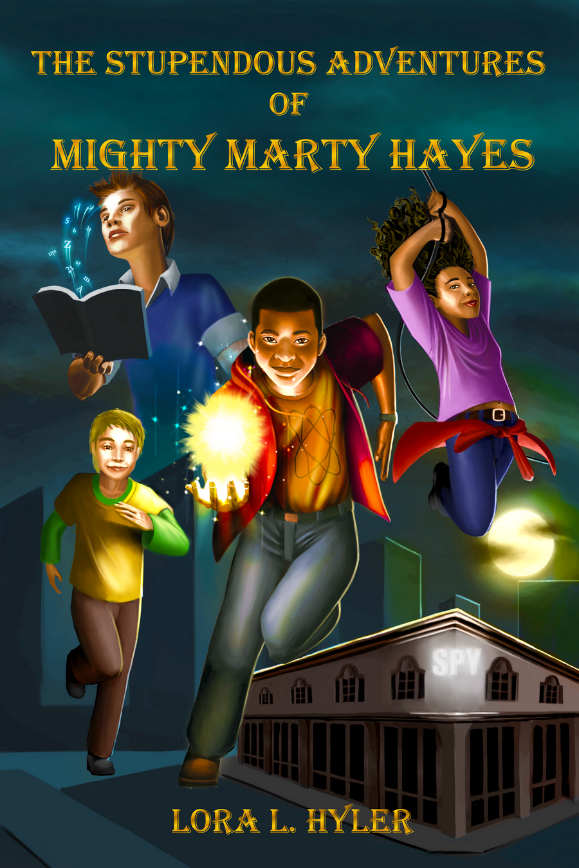 THE STUPENDOUS ADVENTURES
OF
MIGHTY MARTY HAYES
SPY
LORA L. HYLER